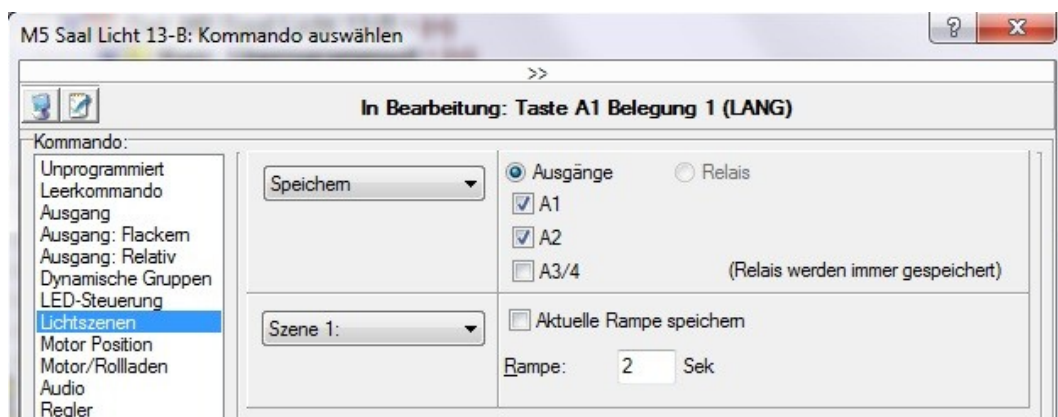 M5 Saal Licht 13-B: Kommando auswählen
>>
In Bearbeitung: Taste A1 Belegung 1 (LANG)
Kommando:
Unprogrammiert
Leerkommando
Ausgang
Ausgang: Flackern
Ausgang: Relativ
Dynamische Gruppen
LED-Steuerung
Lichtszenen
Motor Position
Motor/Rollladen
Audio
Regler
Speichern
Ausgänge
Relais
A1
A2
A3/4
(Relais werden immer gespeichert)
Szene 1:
Aktuelle Rampe speichern
Rampe: 2 Sek